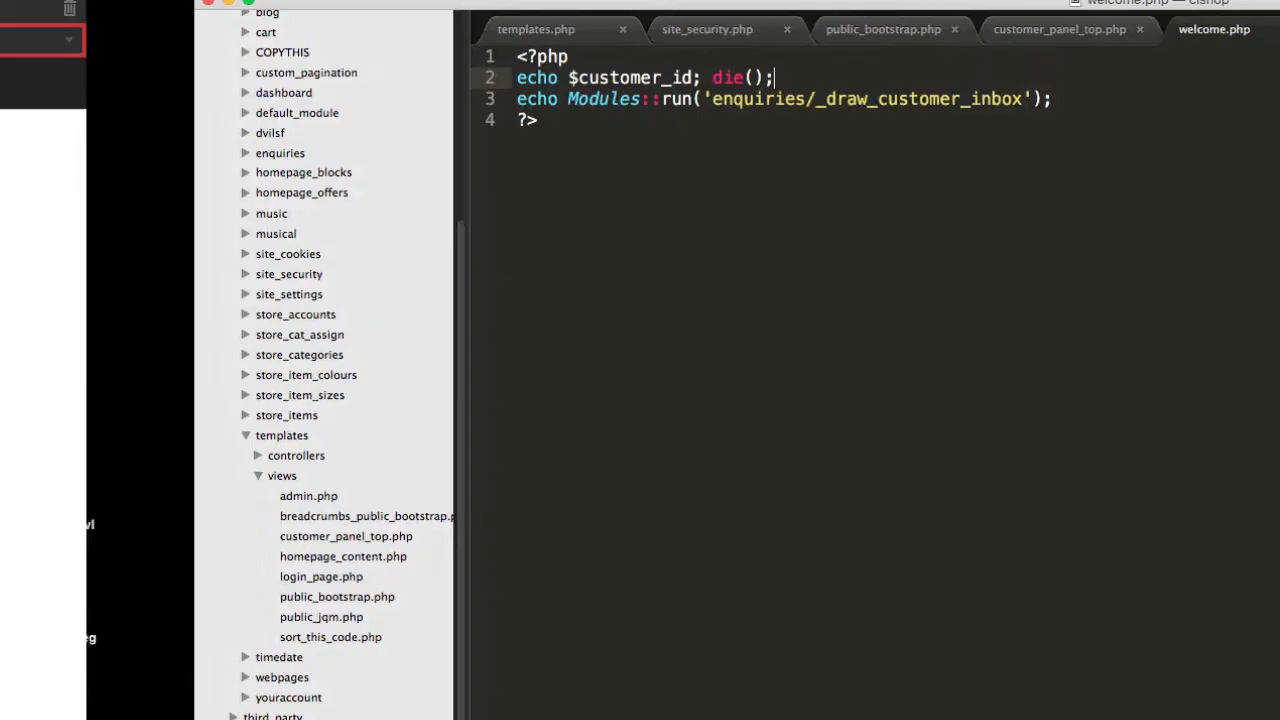 welcome.php — cishop
templates.php × site_security.php × public_bootstrap.php × customer_panel_top.php × welcome.php
blog
cart
COPYTHIS
custom_pagination
dashboard
default_module
dvilsf
enquiries
homepage_blocks
homepage_offers
music
musical
site_cookies
site_security
site_settings
store_accounts
store_cat_assign
store_categories
store_item_colours
store_item_sizes
store_items
templates
controllers
views
admin.php
breadcrumbs_public_bootstrap.p
customer_panel_top.php
homepage_content.php
login_page.php
public_bootstrap.php
public_jqm.php
sort_this_code.php
timedate
webpages
youraccount
third_party
1 <?php
2 echo $customer_id; die();
3 echo Modules::run('enquiries/_draw_customer_inbox');
4 ?>
vl
eg